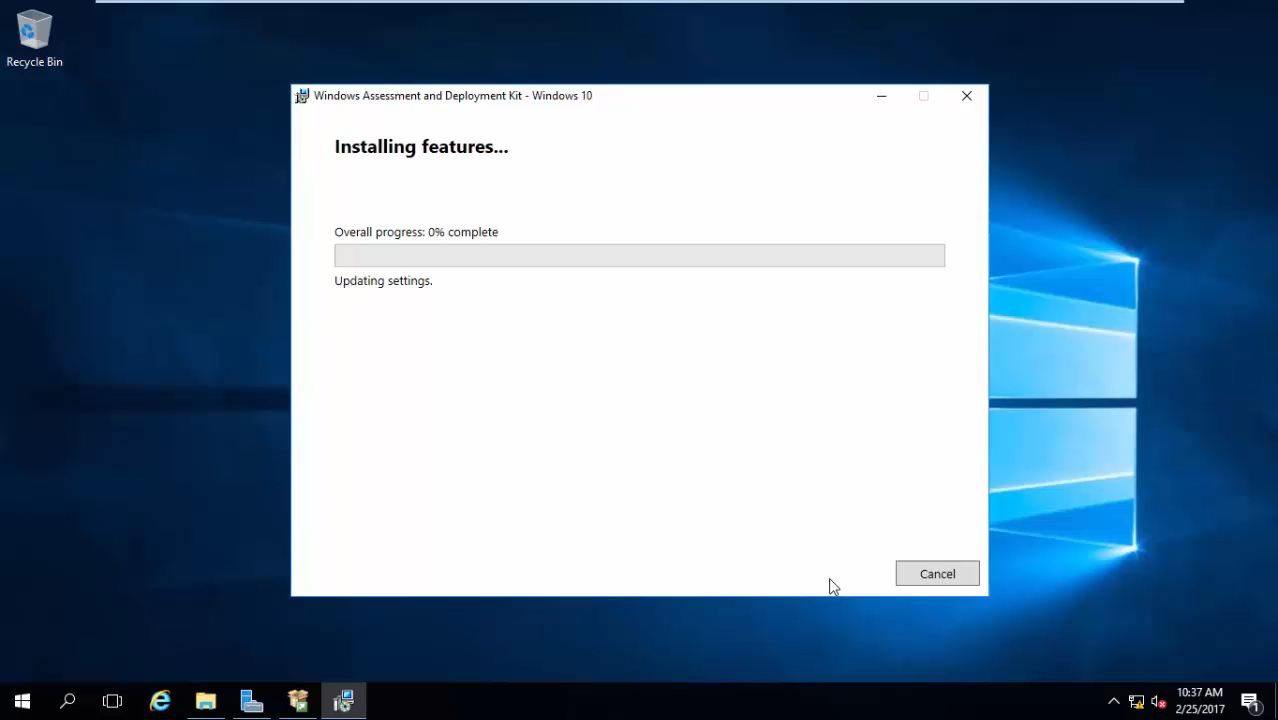 Recycle Bin
Windows Assessment and Deployment Kit - Windows 10
Installing features...
Overall progress: 0% complete
Updating settings.
Cancel
10:37 AM
2/25/2017
1